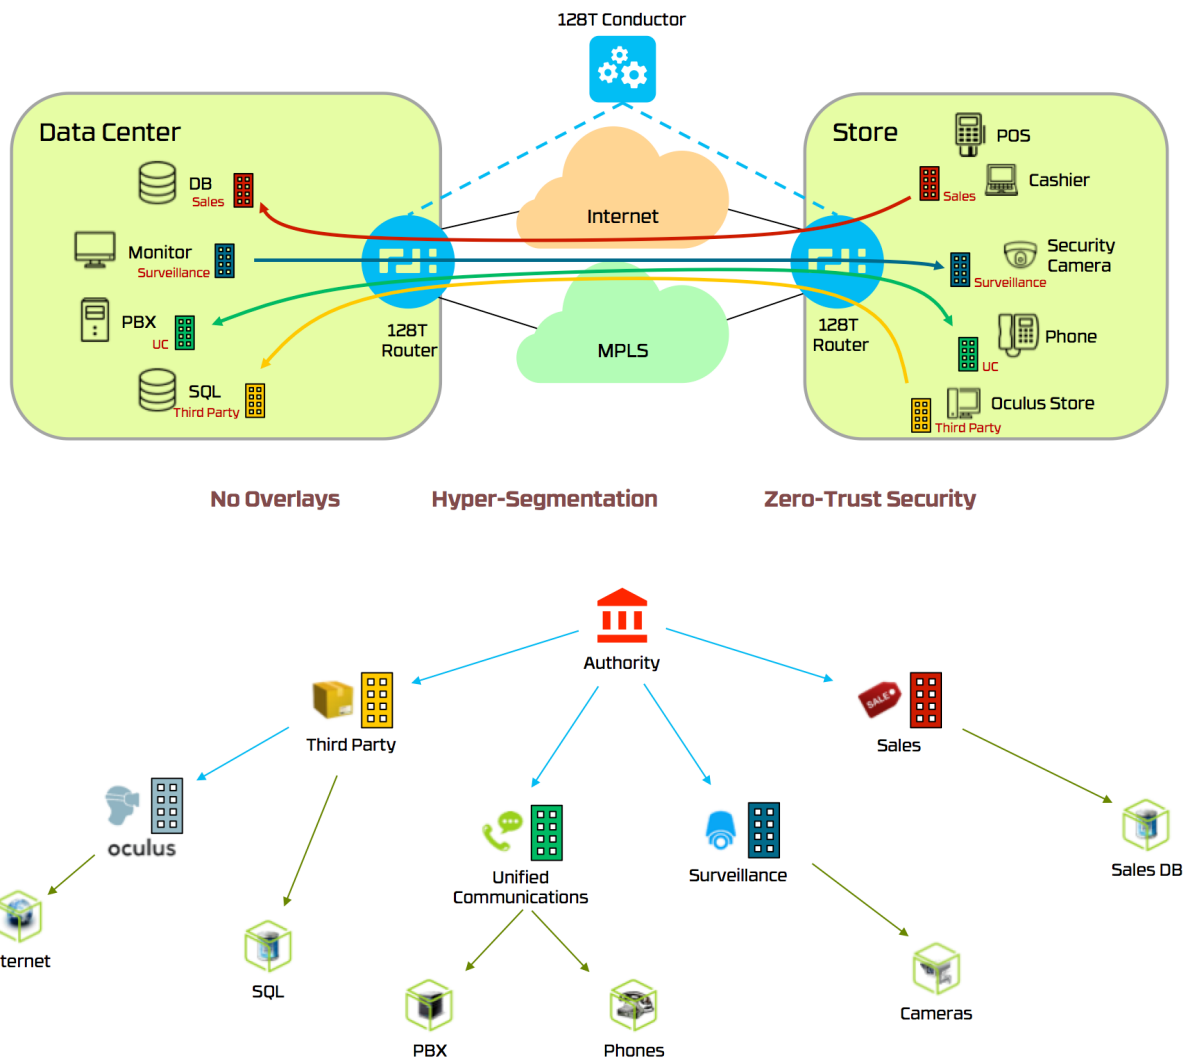 128T Conductor
Data Center
Store
POS
DB
Sales
Cashier
Sales
Internet
Monitor
Surveillance
Security
Camera
Surveillance
PBX
UC
128T
Router
MPLS
128T
Router
Phone
UC
SQL
Third Party
Oculus Store
Third Party
No Overlays
Hyper-Segmentation
Zero-Trust Security
Authority
Third Party
SALE
Sales
oculus
Unified
Communications
Surveillance
Sales DB
ternet
SQL
Cameras
PBX
Phones